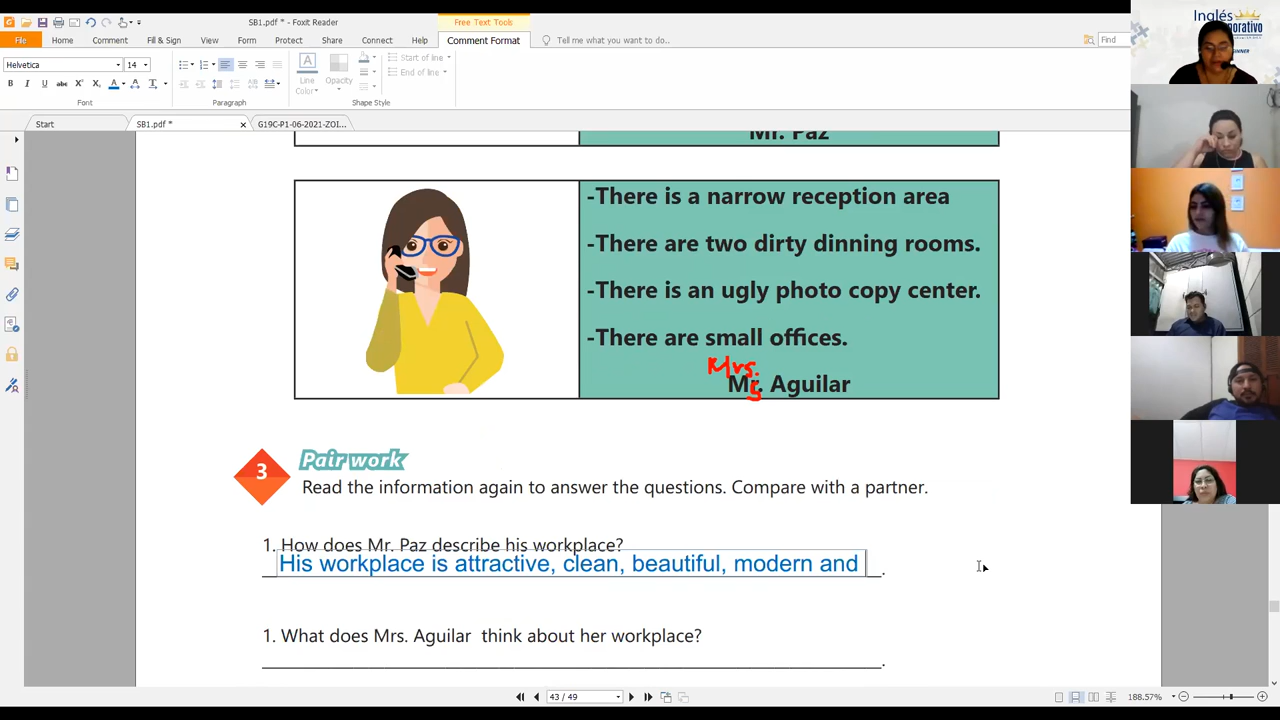 SB1.pdf * - Foxit Reader
Free Text Tools
File
Home
Comment
Fill & Sign
View
Form
Protect
Share
Connect
Help
Comment Format
Tell me what you want to do..
Find
Helvetica
14
Start of line
End of line
Line
Color
Opacity
Font
Paragraph
Shape Style
Start
SB1.pdf *
G19C-P1-06-2021-ZOI...
Inglés
orporativo
Mr. Paz
-There is a narrow reception area
-There are two dirty dinning rooms.
-There is an ugly photo copy center.
-There are small offices.
Mrs.
Mr. Aguilar
s
3
Pair work
Read the information again to answer the questions. Compare with a partner.
1. How does Mr. Paz describe his workplace?
His workplace is attractive, clean, beautiful, modern and
1. What does Mrs. Aguilar think about her workplace?
43 / 49
188.57%